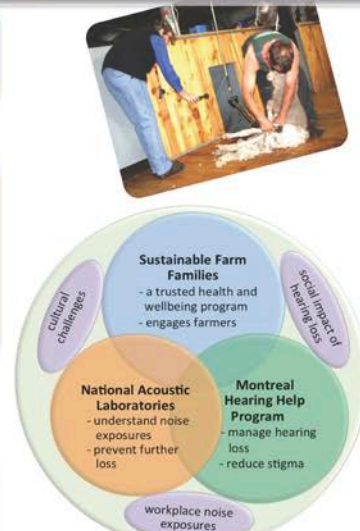 Sustainable Farm
Families
- a trusted health and
wellbeing program
- engages farmers
cultural
challenges
social impact of
hearing loss
National Acoustic
Laboratories
- understand noise
exposures
- prevent further
loss
Montreal
Hearing Help
Program
- manage hearing
loss
- reduce stigma
workplace noise
exposures